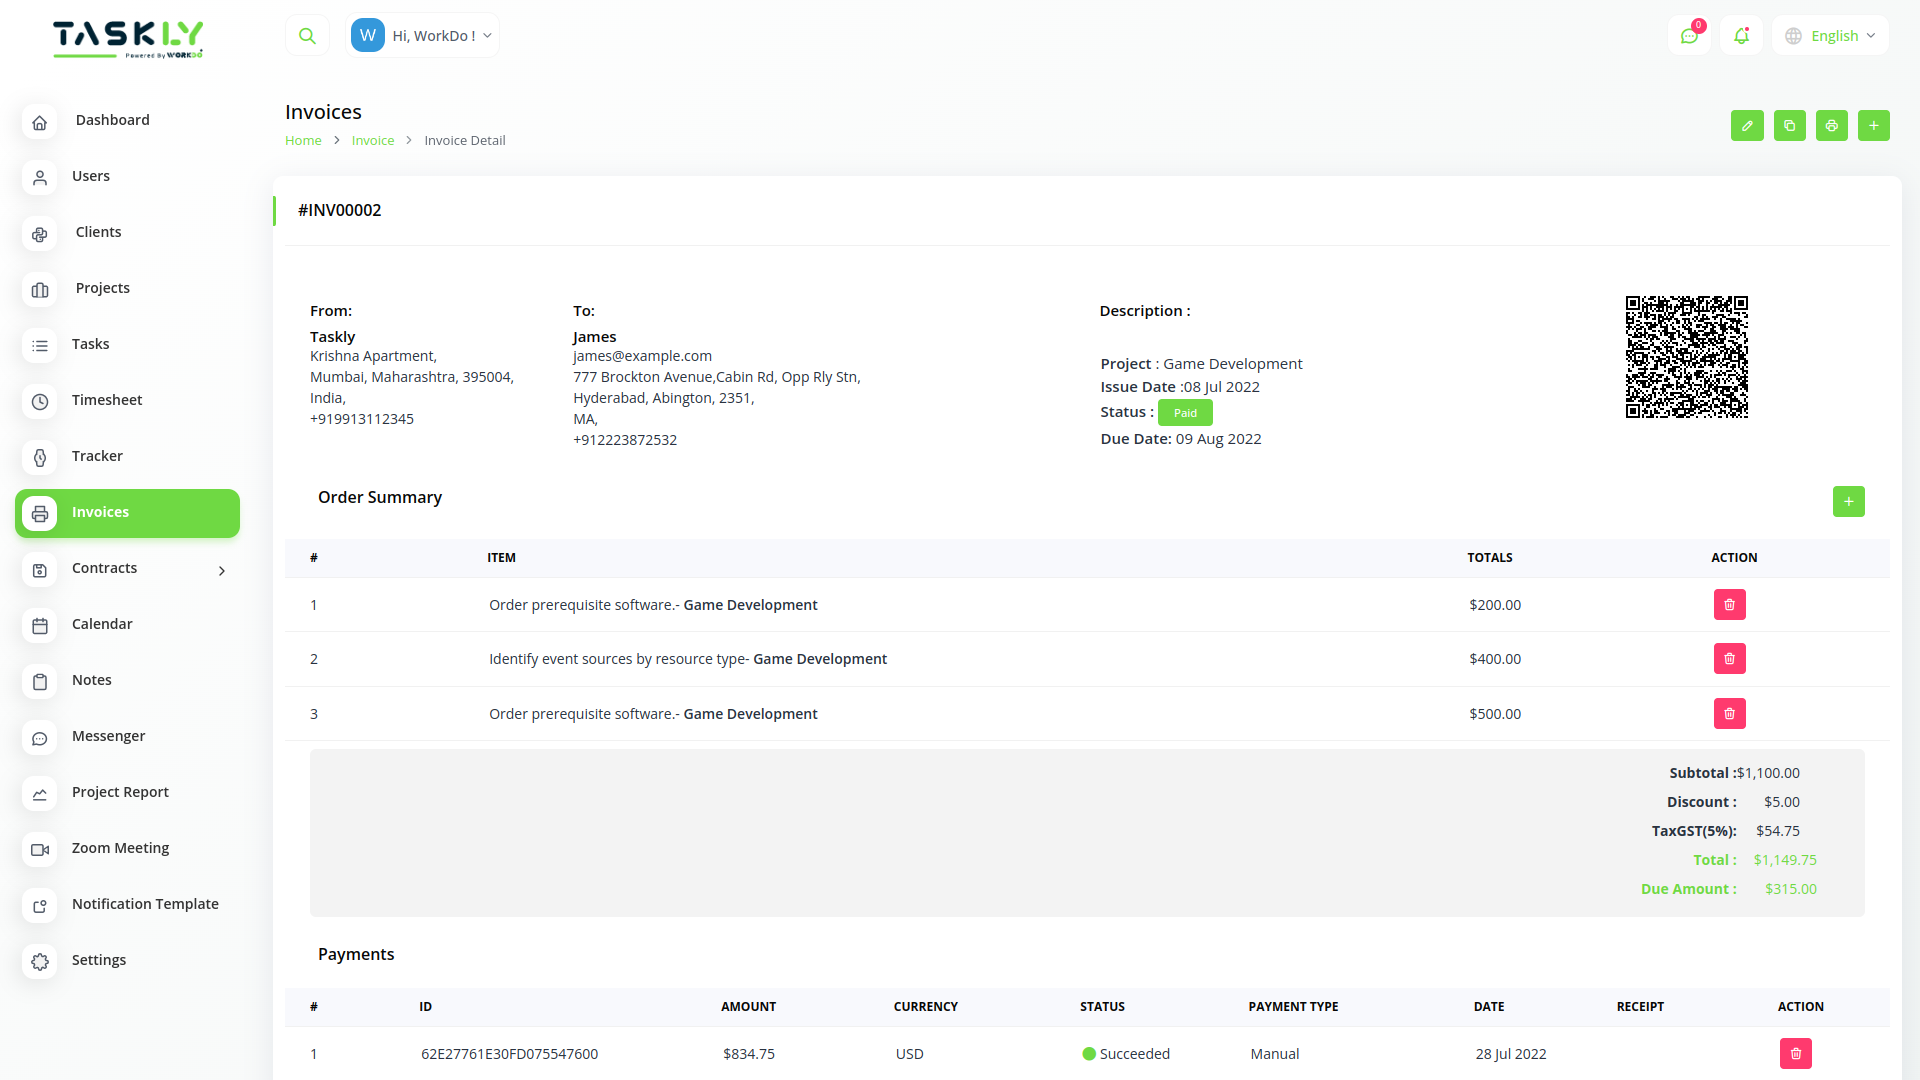 TASKLY
Powered By WORKDO
W Hi, WorkDo !
0
English
Dashboard
Users
Clients
Projects
Tasks
Timesheet
Tracker
Invoices
Contracts
Calendar
Notes
Messenger
Project Report
Zoom Meeting
Notification Template
Settings
Invoices
Home > Invoice > Invoice Detail
#INV00002
From:
Taskly
Krishna Apartment,
Mumbai, Maharashtra, 395004,
India,
+919913112345
To:
James
james@example.com
777 Brockton Avenue,Cabin Rd, Opp Rly Stn,
Hyderabad, Abington, 2351,
MA,
+912223872532
Description :
Project : Game Development
Issue Date :08 Jul 2022
Status : Paid
Due Date: 09 Aug 2022
Order Summary
# ITEM TOTALS ACTION
1 Order prerequisite software.- Game Development $200.00
2 Identify event sources by resource type- Game Development $400.00
3 Order prerequisite software.- Game Development $500.00
Subtotal :$1,100.00
Discount : $5.00
TaxGST(5%): $54.75
Total : $1,149.75
Due Amount : $315.00
Payments
# ID AMOUNT CURRENCY STATUS PAYMENT TYPE DATE RECEIPT ACTION
1 62E27761E30FD075547600 $834.75 USD Succeeded Manual 28 Jul 2022